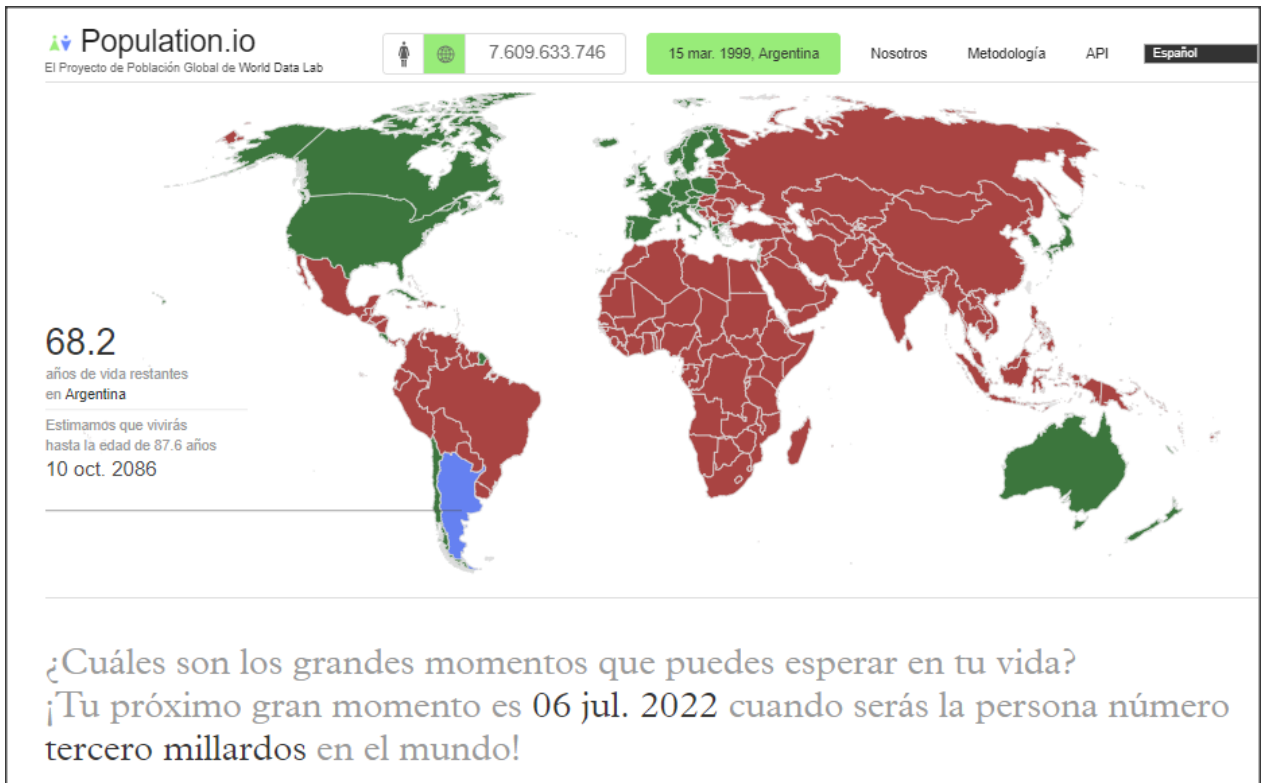 Population.io
El Proyecto de Población Global de World Data Lab
7.609.633.746
15 mar. 1999, Argentina
Nosotros
Metodología
API
Español
68.2
años de vida restantes
en Argentina
Estimamos que vivirás
hasta la edad de 87.6 años
10 oct. 2086
¿Cuáles son los grandes momentos que puedes esperar en tu vida?
¡Tu próximo gran momento es 06 jul. 2022 cuando serás la persona número
tercero millardos en el mundo!